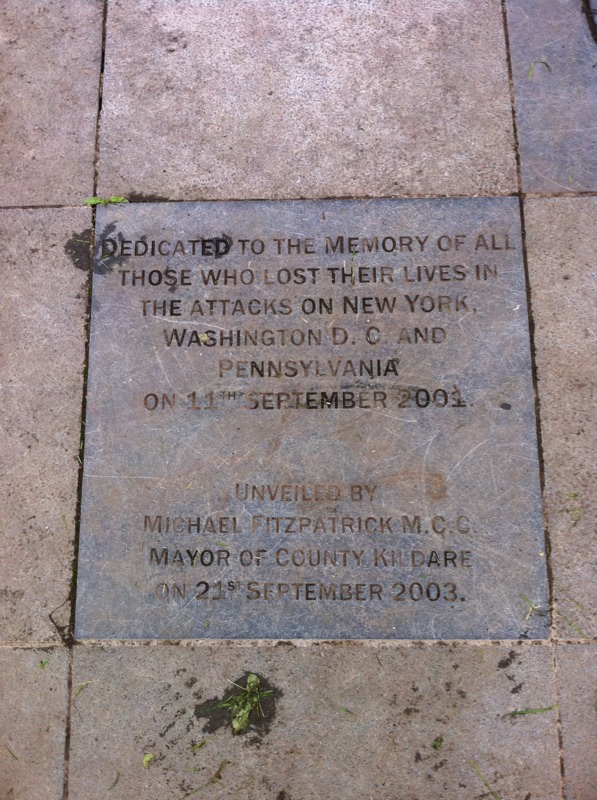 DEDICATED TO THE MEMORY OF ALL
THOSE WHO LOST THEIR LIVES IN
THE ATTACKS ON NEW YORK,
WASHINGTON D. C. AND
PENNSYLVANIA
ON 11TH SEPTEMBER 2001.
UNVEILED BY
MICHAEL FITZPATRICK M.C.C.
MAYOR OF COUNTY KILDARE
ON 21ST SEPTEMBER 2003.